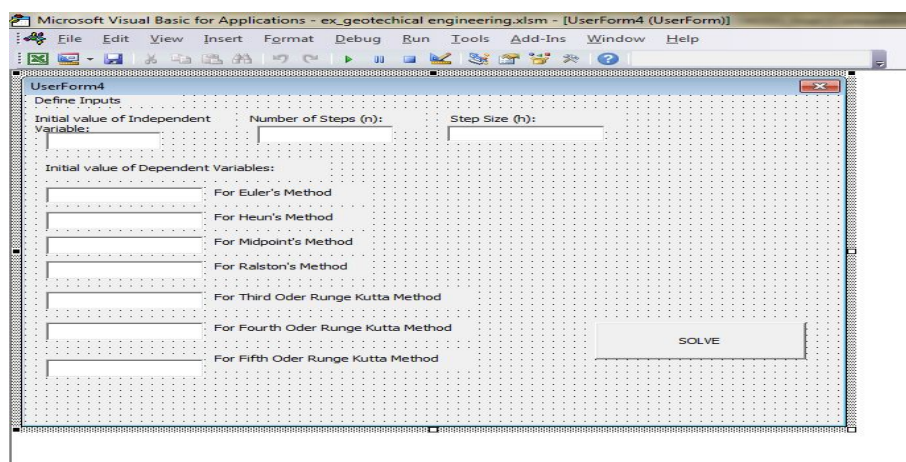 Microsoft Visual Basic for Applications - ex_geotechical engineering.xlsm - [UserForm4 (UserForm)]
File Edit View Insert Format Debug Run Tools Add-Ins Window Help
UserForm4
Define Inputs
Initial value of Independent Variable:
Number of Steps (n):
Step Size (h):
Initial value of Dependent Variables:
For Euler's Method
For Heun's Method
For Midpoint's Method
For Ralston's Method
For Third Oder Runge Kutta Method
For Fourth Oder Runge Kutta Method
SOLVE
For Fifth Oder Runge Kutta Method